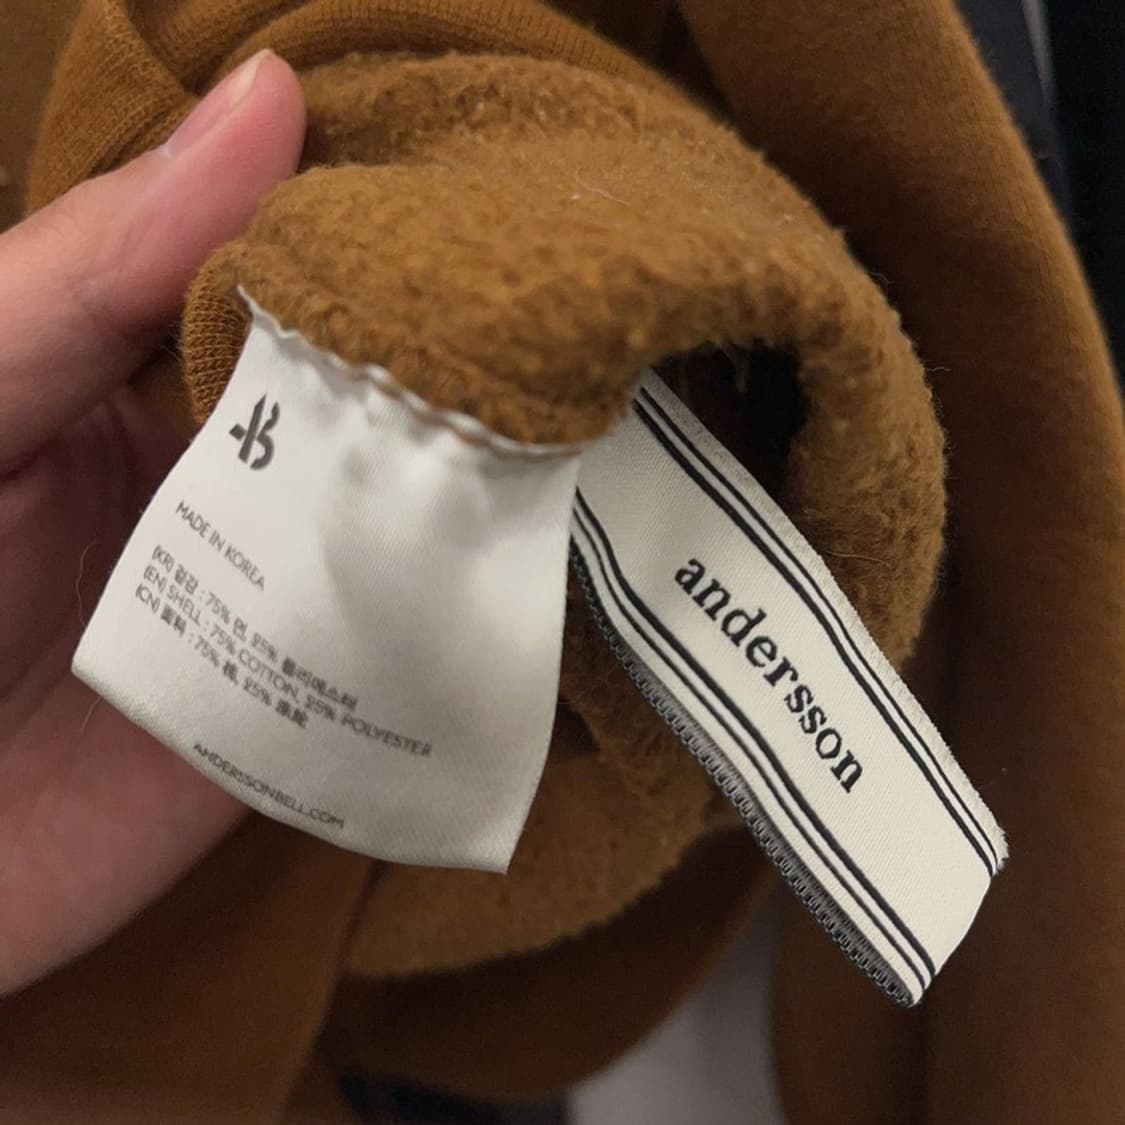 MADE IN KOREA
(KR) 겉감 : 75% 면, 25% 폴리에스터
(EN) SHELL : 75% COTTON, 25% POLYESTER
(CN) 面料 : 75% 棉, 25% 涤纶
ANDERSSONBELL.COM
andersson